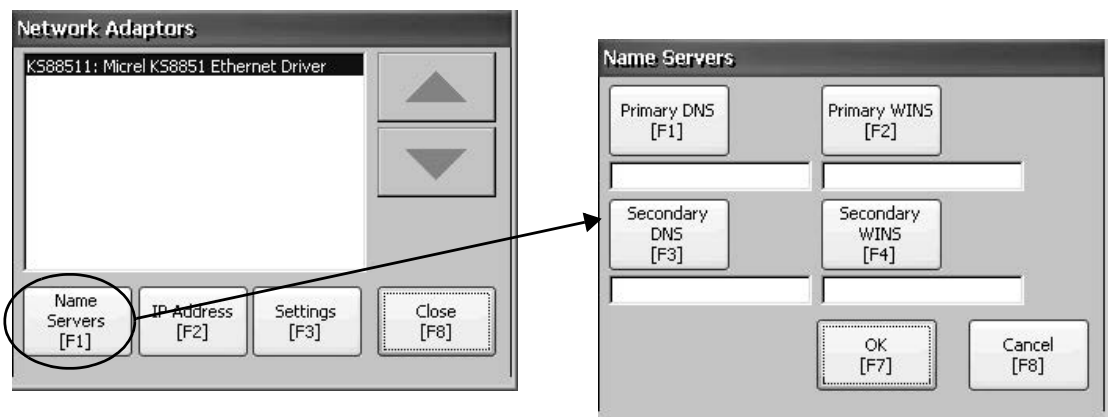 Network Adaptors
KS88511: Micrel KS8851 Ethernet Driver
Name
Servers
[F1]
IP Address
[F2]
Settings
[F3]
Close
[F8]
Name Servers
Primary DNS
[F1]
Primary WINS
[F2]
Secondary
DNS
[F3]
Secondary
WINS
[F4]
OK
[F7]
Cancel
[F8]